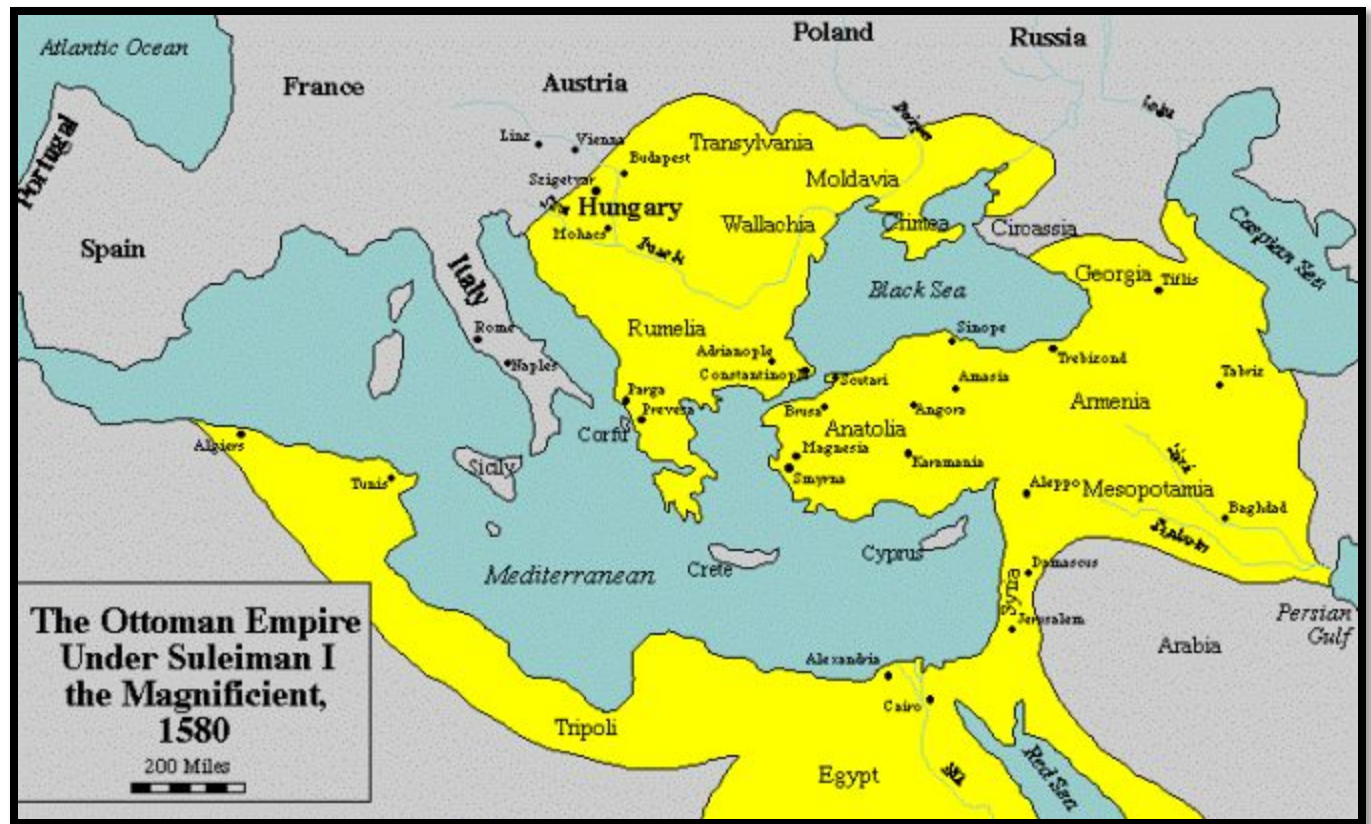 Atlantic Ocean
Poland
Russia
France
Austria
Portugal
Linz
Vienna
Budapest
Transylvania
Szigetvar
Moldavia
Hungary
Wallachia
Crimea
Circassia
Caspian Sea
Spain
Mohacs
Italy
Georgia
Tiflis
Black Sea
Rome
Rumelia
Sinope
Naples
Adrianople
Constantinople
Scutari
Trebizond
Tabriz
Amasia
Parga
Preveza
Brusa
Angora
Armenia
Corfu
Anatolia
Algiers
Magnesia
Karamania
Sicily
Tunis
Smyrna
Aleppo
Mesopotamia
Baghdad
Mediterranean
Crete
Cyprus
Damascus
Syria
Jerusalem
Persian
Gulf
Arabia
The Ottoman Empire
Under Suleiman I
the Magnificient,
1580
200 Miles
Alexandria
Cairo
Tripoli
Egypt
Red Sea